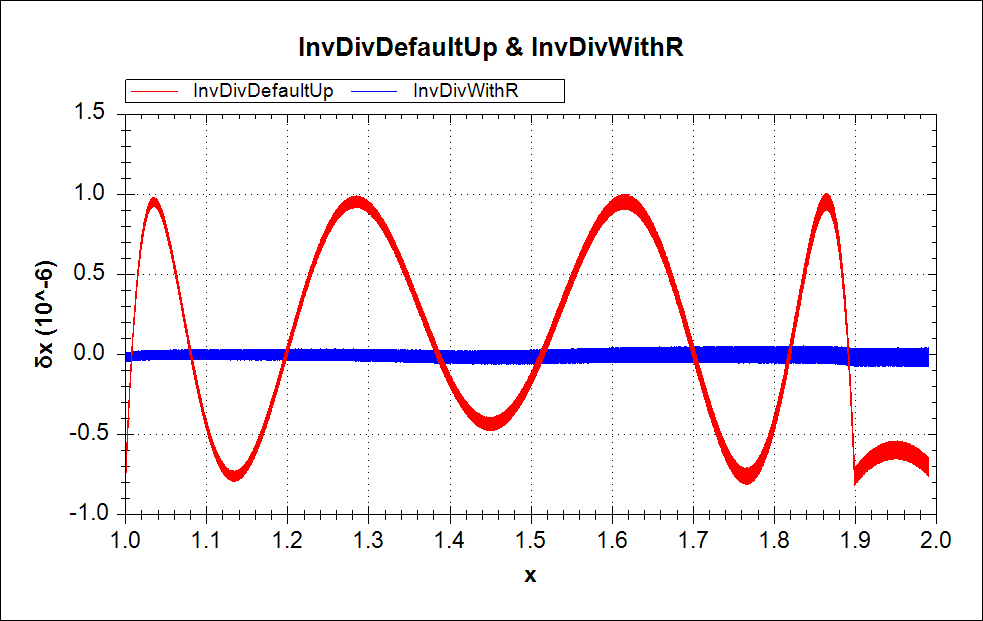 InvDivDefaultUp & InvDivWithR
InvDivDefaultUp InvDivWithR
1.5
1.0
0.5
0.0
-0.5
-1.0
δx (10^-6)
1.0 1.1 1.2 1.3 1.4 1.5 1.6 1.7 1.8 1.9 2.0
x